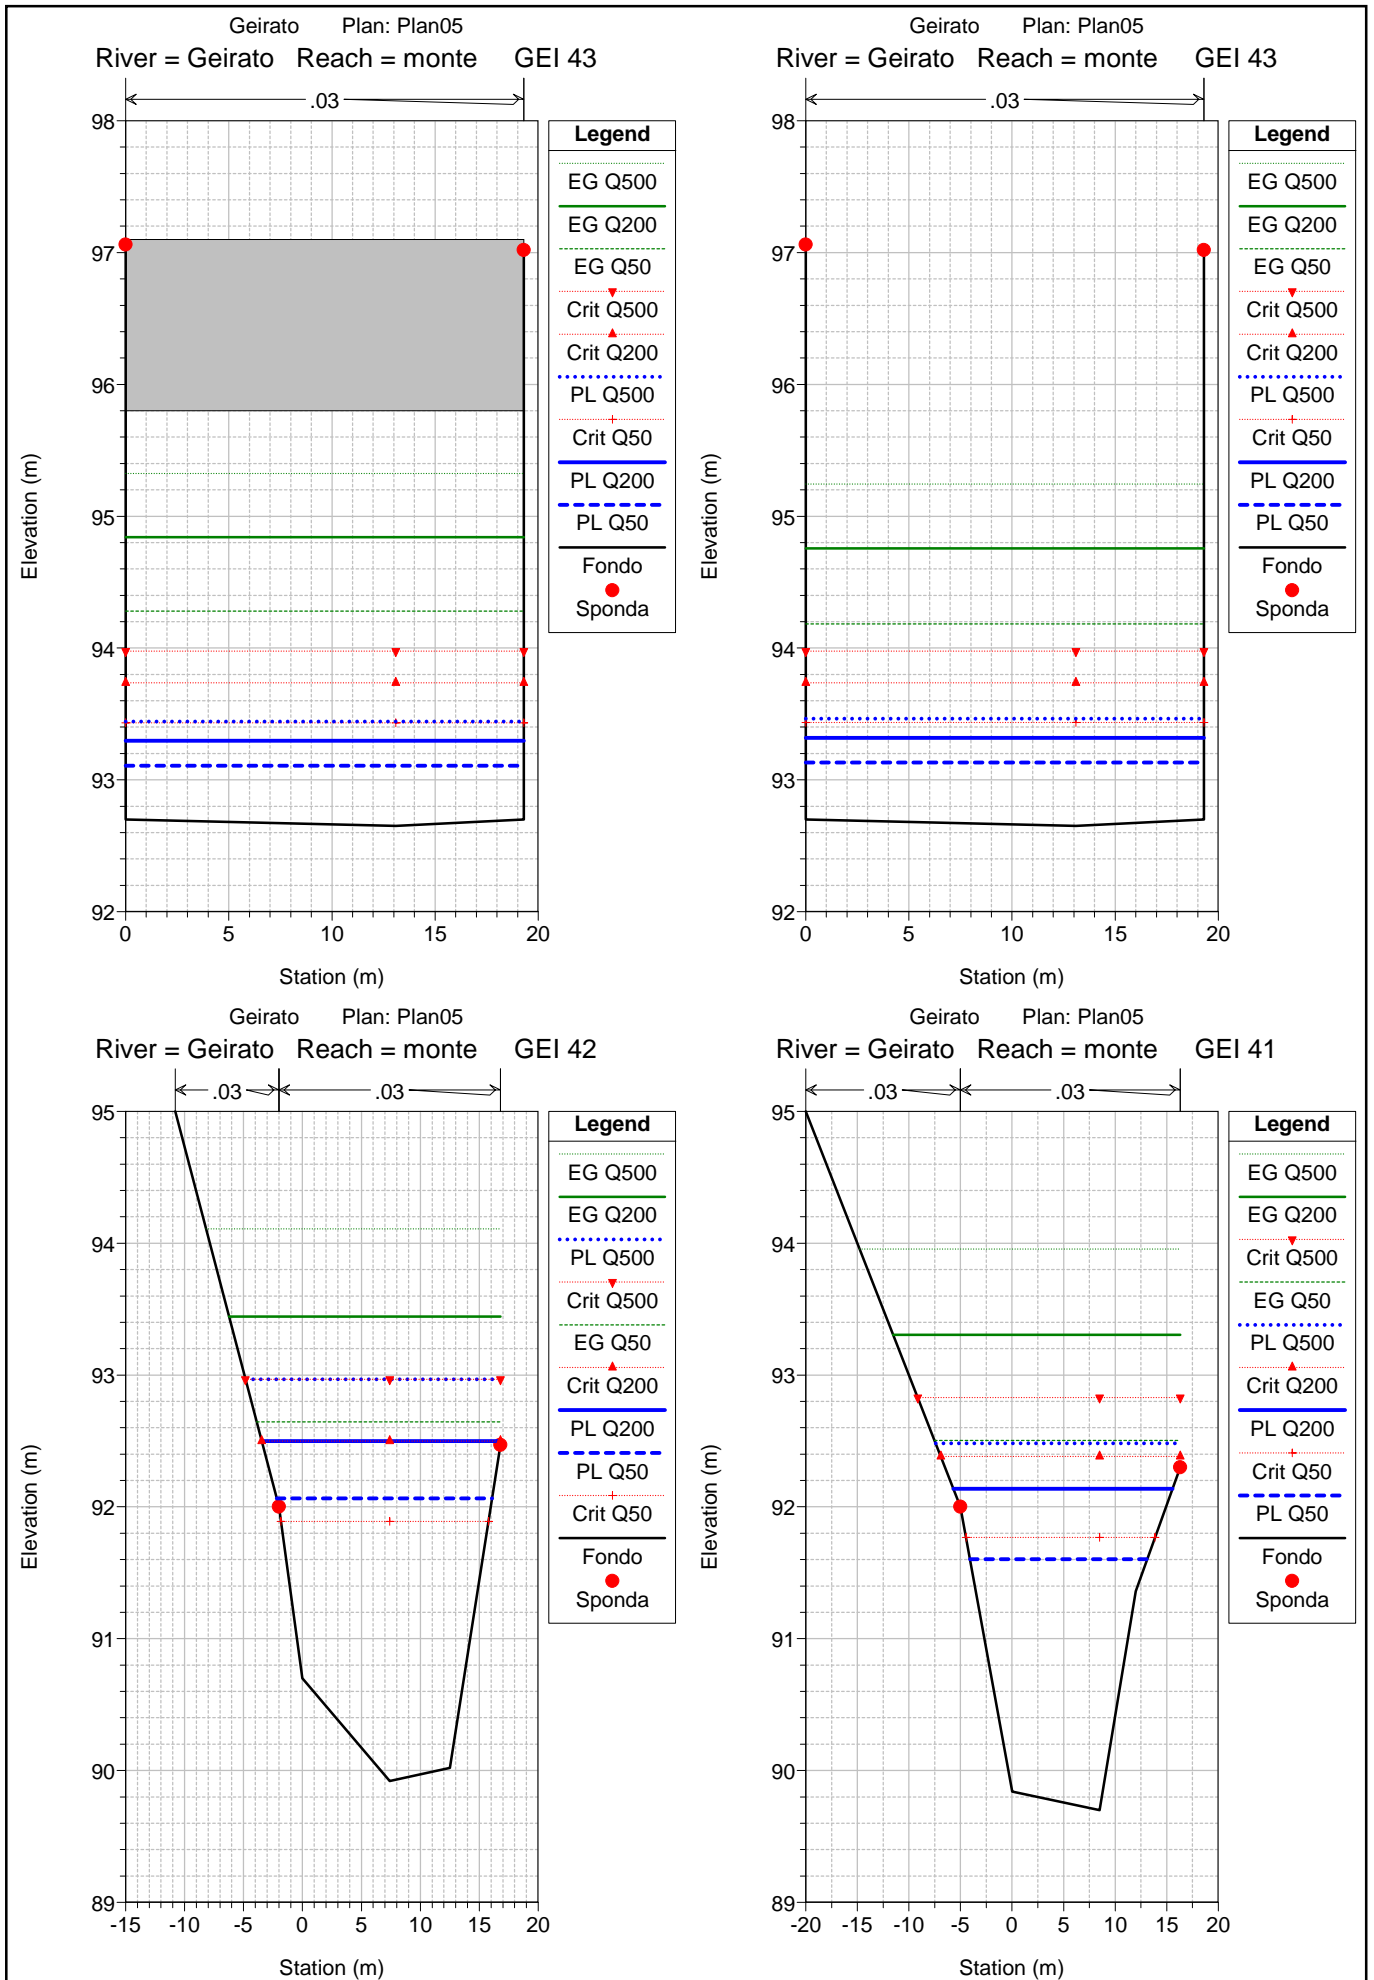 Geirato Plan: Plan05
River = Geirato Reach = monte GEI 43
.03
98
97
96
95
94
93
92
0 5 10 15 20
Station (m)
Elevation (m)
Legend
EG Q500
EG Q200
EG Q50
Crit Q500
Crit Q200
PL Q500
Crit Q50
PL Q200
PL Q50
Fondo
Sponda
Geirato Plan: Plan05
River = Geirato Reach = monte GEI 43
.03
98
97
96
95
94
93
92
0 5 10 15 20
Station (m)
Elevation (m)
Legend
EG Q500
EG Q200
EG Q50
Crit Q500
Crit Q200
PL Q500
Crit Q50
PL Q200
PL Q50
Fondo
Sponda
Geirato Plan: Plan05
River = Geirato Reach = monte GEI 42
.03 .03
95
94
93
92
91
90
89
-15 -10 -5 0 5 10 15 20
Station (m)
Elevation (m)
Legend
EG Q500
EG Q200
PL Q500
Crit Q500
EG Q50
Crit Q200
PL Q200
PL Q50
Crit Q50
Fondo
Sponda
Geirato Plan: Plan05
River = Geirato Reach = monte GEI 41
.03 .03
95
94
93
92
91
90
89
-20 -15 -10 -5 0 5 10 15 20
Station (m)
Elevation (m)
Legend
EG Q500
EG Q200
Crit Q500
EG Q50
PL Q500
Crit Q200
PL Q200
Crit Q50
PL Q50
Fondo
Sponda